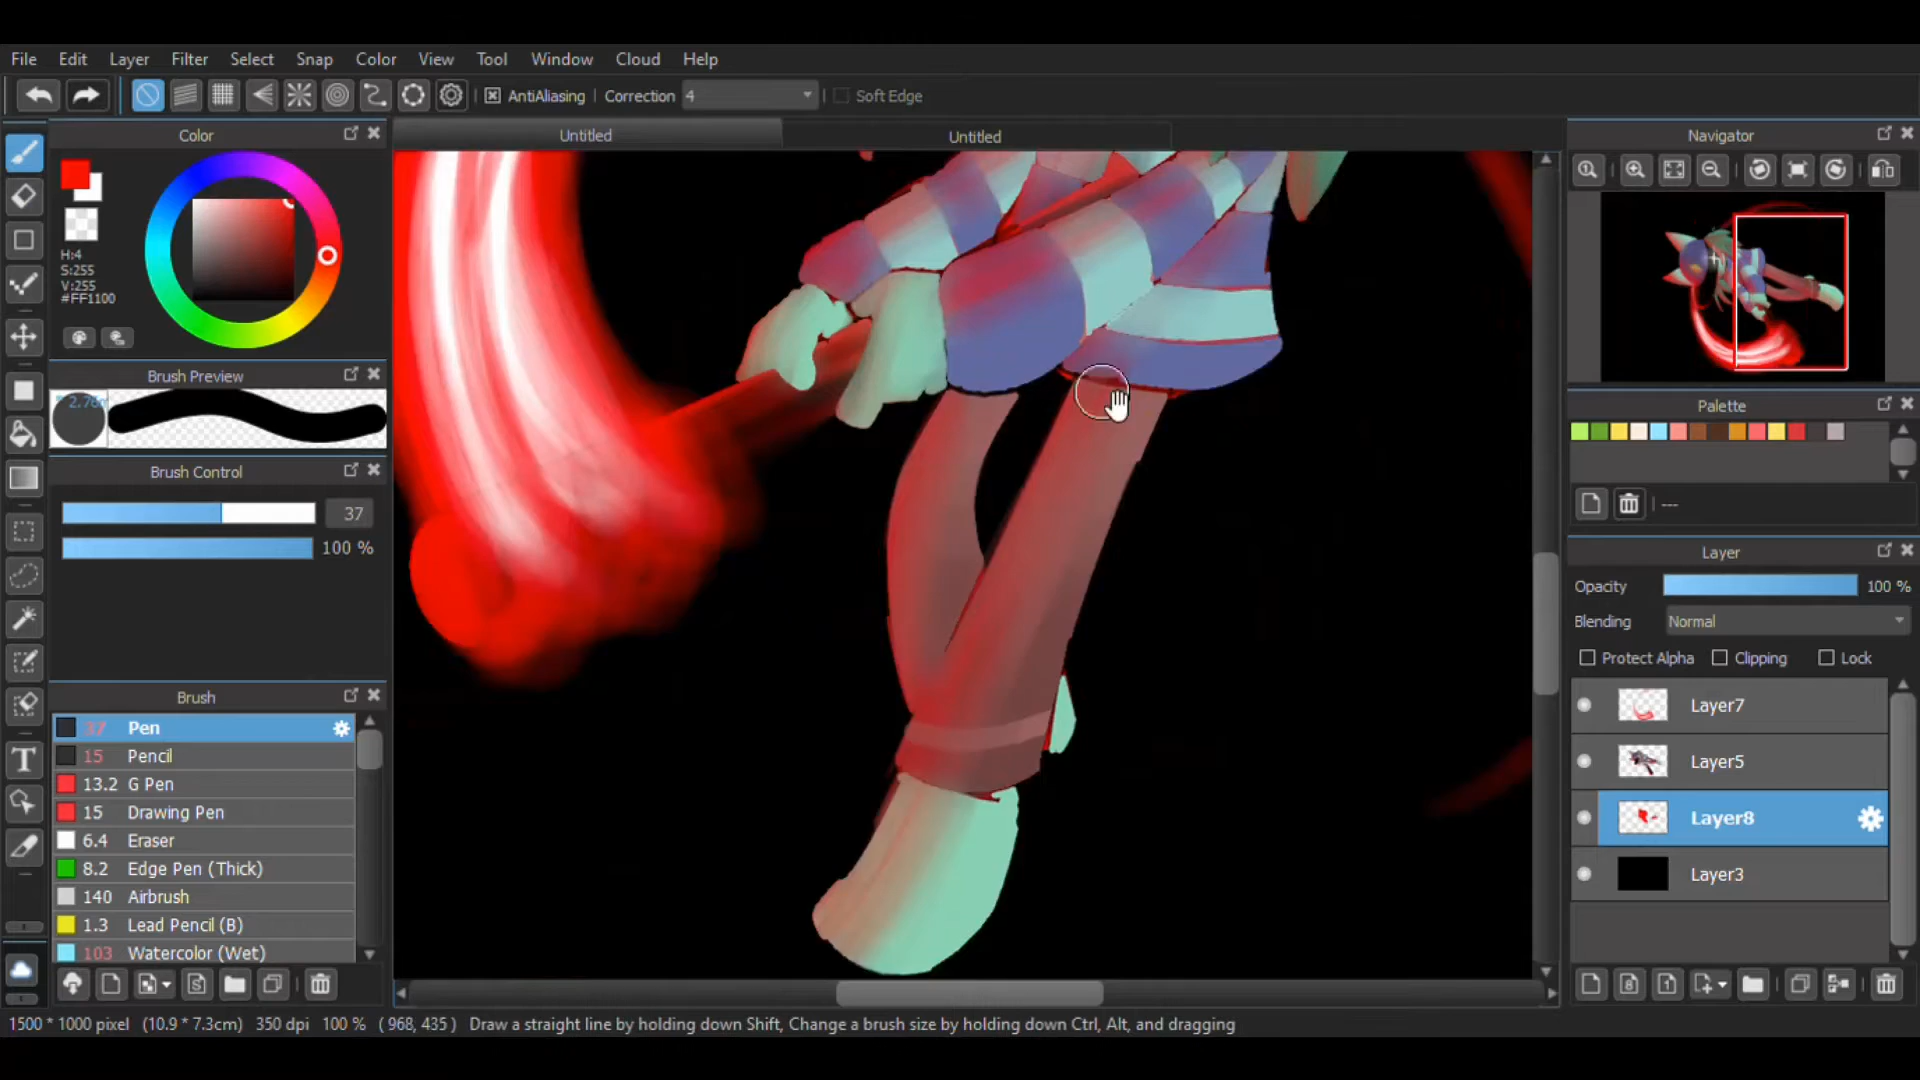 File Edit Layer Filter Select Snap Color View Tool Window Cloud Help
AntiAliasing Correction 4 Soft Edge
Color
H:4
S:255
V:255
#FF1100
Brush Preview
Brush Control
37
100 %
Brush
37 Pen
15 Pencil
13.2 G Pen
15 Drawing Pen
6.4 Eraser
8.2 Edge Pen (Thick)
140 Airbrush
1.3 Lead Pencil (B)
103 Watercolor (Wet)
Untitled Untitled
Navigator
Palette
---
Layer
Opacity 100 %
Blending Normal
Protect Alpha Clipping Lock
Layer7
Layer5
Layer8
Layer3
1500 * 1000 pixel (10.9 * 7.3cm) 350 dpi 100 % ( 968, 435 ) Draw a straight line by holding down Shift, Change a brush size by holding down Ctrl, Alt, and dragging